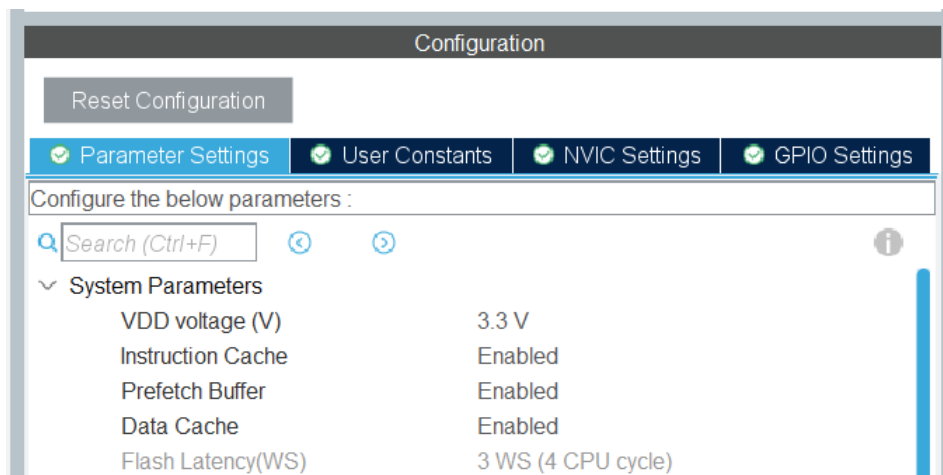 Configuration
Reset Configuration
Parameter Settings User Constants NVIC Settings GPIO Settings
Configure the below parameters :
Search (Ctrl+F)
System Parameters
VDD voltage (V) 3.3 V
Instruction Cache Enabled
Prefetch Buffer Enabled
Data Cache Enabled
Flash Latency(WS) 3 WS (4 CPU cycle)